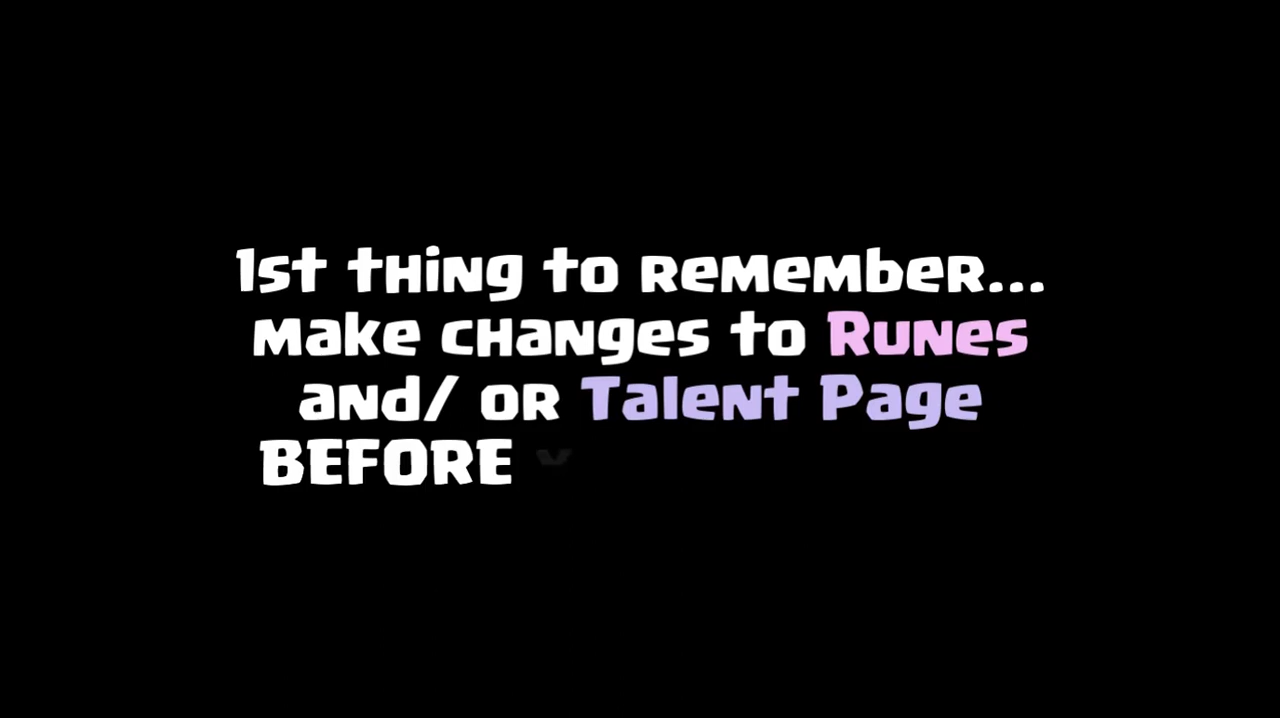 1st thing to remember...
make changes to Runes
and/ or Talent Page
BEFORE